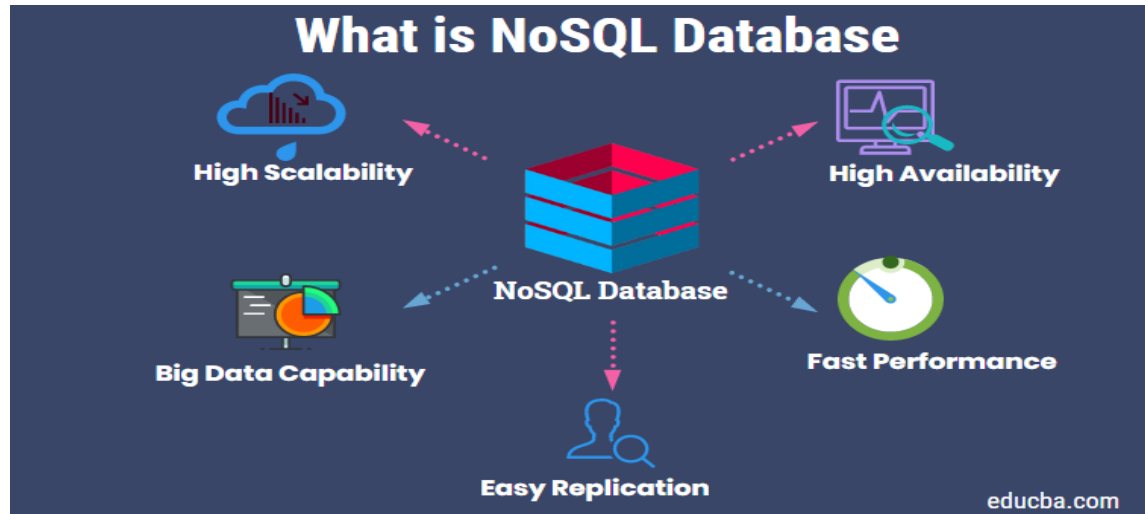 What is NoSQL Database
High Scalability
High Availability
NoSQL Database
Big Data Capability
Fast Performance
Easy Replication
educba.com